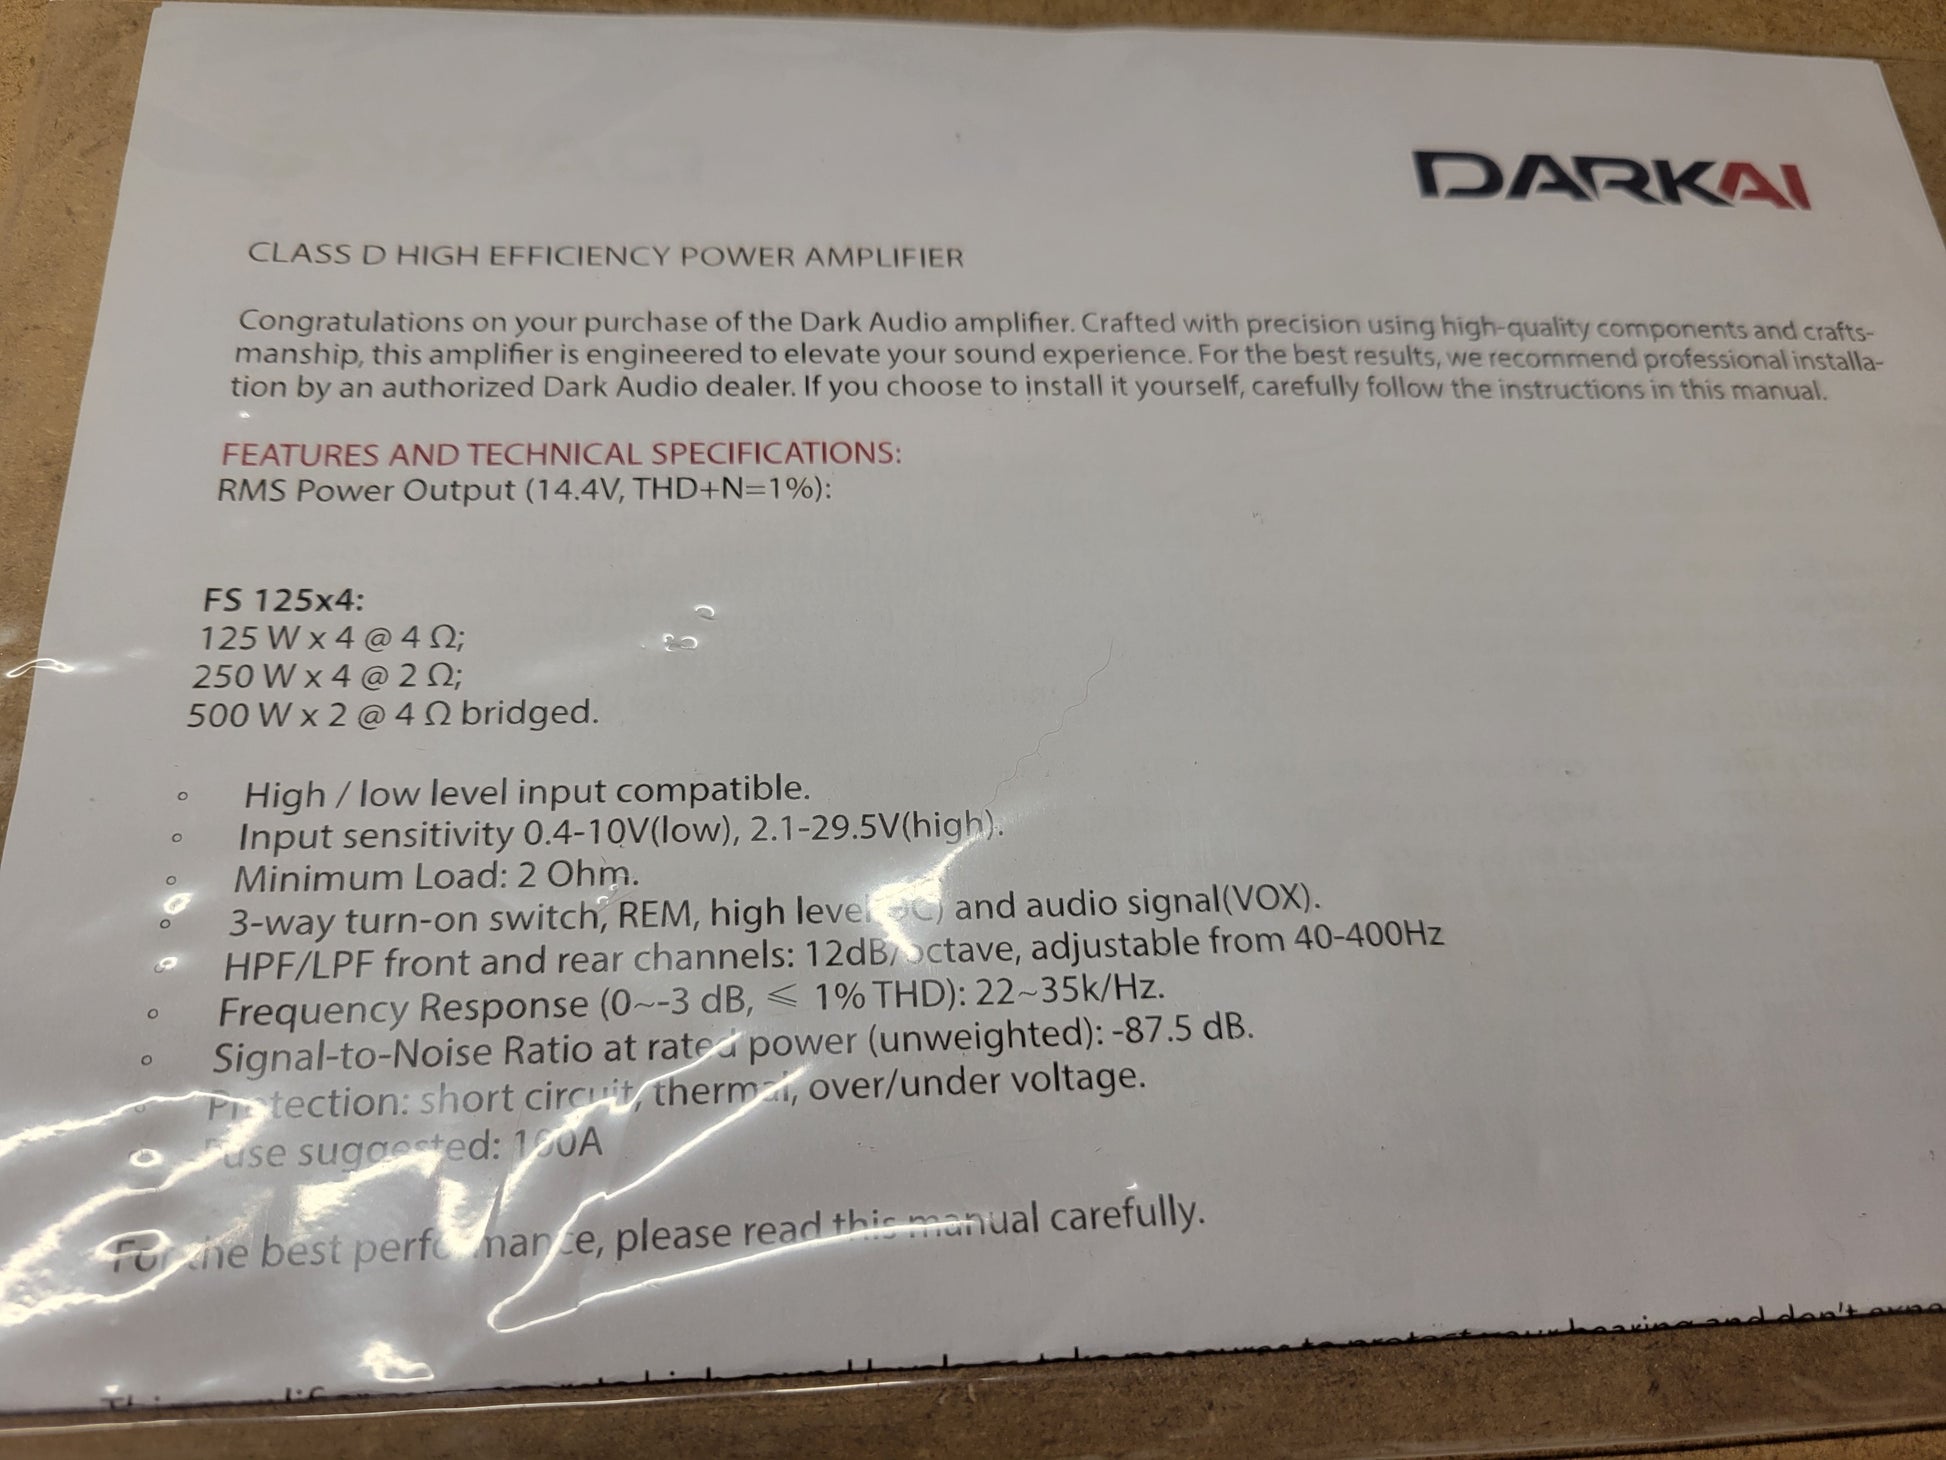 DARKAI
CLASS D HIGH EFFICIENCY POWER AMPLIFIER
Congratulations on your purchase of the Dark Audio amplifier. Crafted with precision using high-quality components and crafts-
manship, this amplifier is engineered to elevate your sound experience. For the best results, we recommend professional installa-
tion by an authorized Dark Audio dealer. If you choose to install it yourself, carefully follow the instructions in this manual.
FEATURES AND TECHNICAL SPECIFICATIONS:
RMS Power Output (14.4V, THD+N=1%):
FS 125x4:
125 W x 4 @ 4 Ω;
250 W x 4 @ 2 Ω;
500 W x 2 @ 4 Ω bridged.
◦ High / low level input compatible.
◦ Input sensitivity 0.4-10V(low), 2.1-29.5V(high).
◦ Minimum Load: 2 Ohm.
◦ 3-way turn-on switch, REM, high level and audio signal(VOX).
◦ HPF/LPF front and rear channels: 12dB/octave, adjustable from 40-400Hz
◦ Frequency Response (0~-3 dB, ⩽ 1% THD): 22~35k/Hz.
◦ Signal-to-Noise Ratio at rated power (unweighted): -87.5 dB.
◦ Protection: short circuit, thermal, over/under voltage.
◦ Fuse suggested: 100A
For the best performance, please read this manual carefully.
to protect your hearing and don't